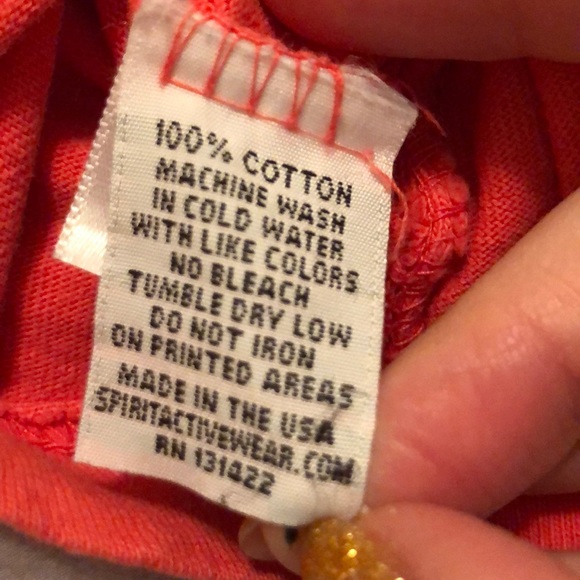 100% COTTON
MACHINE WASH
IN COLD WATER
WITH LIKE COLORS
NO BLEACH
TUMBLE DRY LOW
DO NOT IRON
ON PRINTED AREAS
MADE IN THE USA
SPIRITACTIVEWEAR.COM
RN 131422